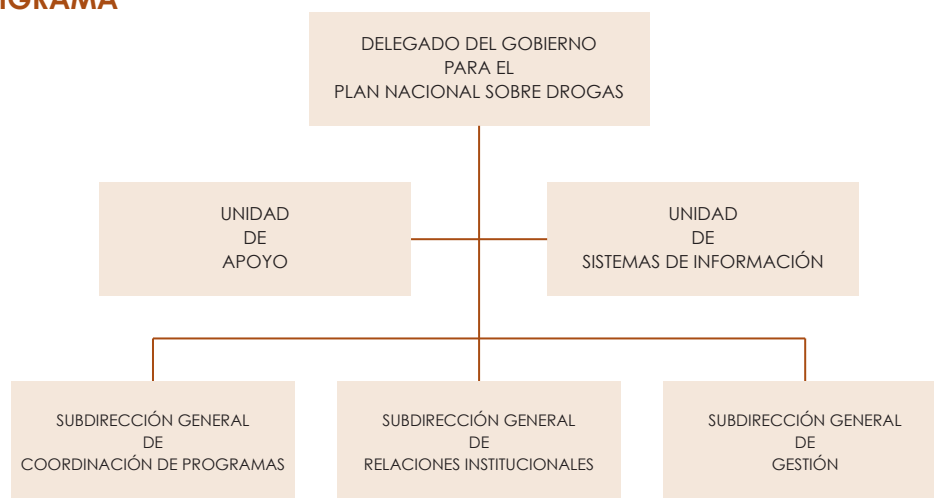 DELEGADO DEL GOBIERNO
PARA EL
PLAN NACIONAL SOBRE DROGAS
UNIDAD
DE
APOYO
UNIDAD
DE
SISTEMAS DE INFORMACIÓN
SUBDIRECCIÓN GENERAL
DE
COORDINACIÓN DE PROGRAMAS
SUBDIRECCIÓN GENERAL
DE
RELACIONES INSTITUCIONALES
SUBDIRECCIÓN GENERAL
DE
GESTIÓN